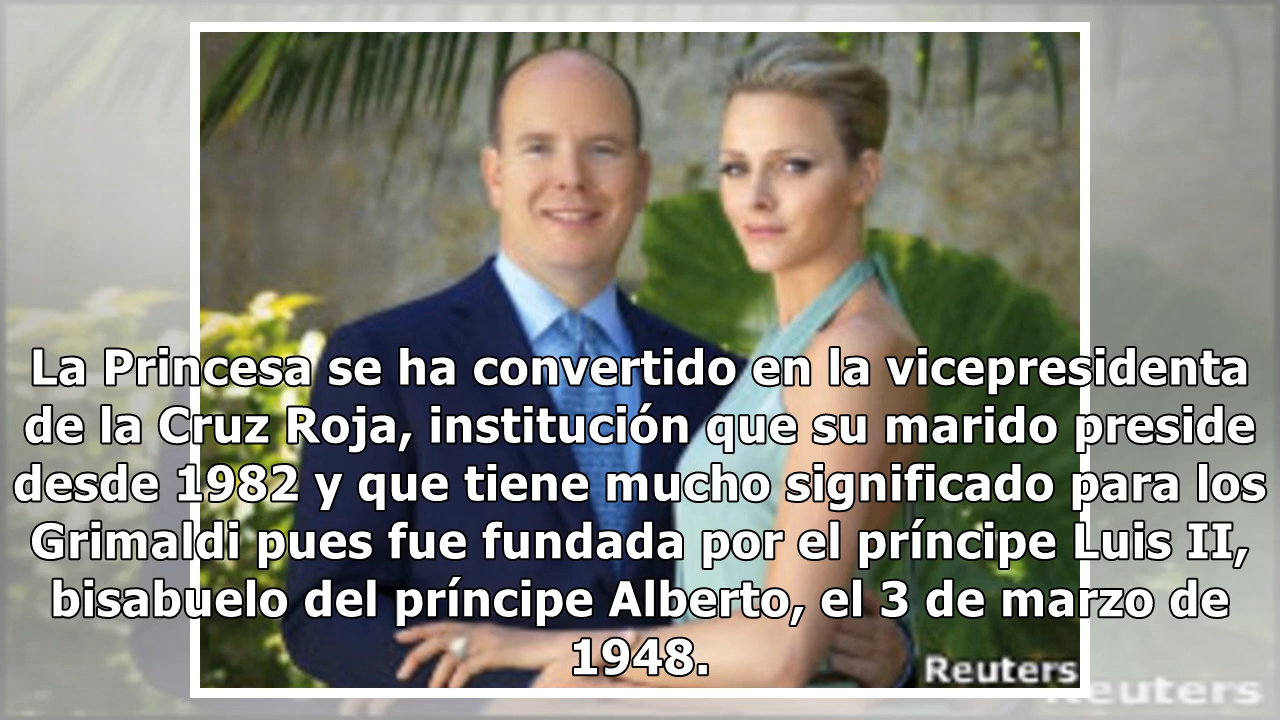 La Princesa se ha convertido en la vicepresidenta
de la Cruz Roja, institución que su marido preside
desde 1982 y que tiene mucho significado para los
Grimaldi pues fue fundada por el príncipe Luis II,
bisabuelo del príncipe Alberto, el 3 de marzo de
1948.
Reuters
Reuters